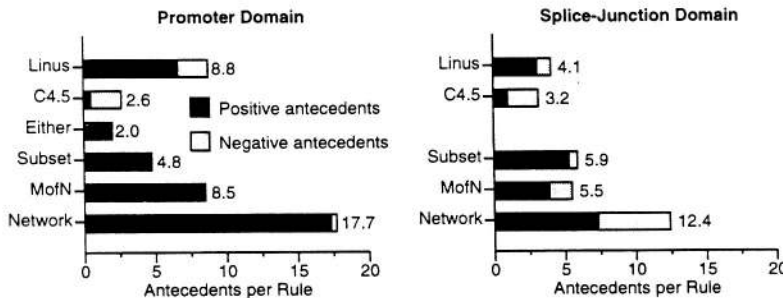 Promoter Domain
Linus
8.8
C4.5
2.6
Either
2.0
Subset
4.8
MofN
8.5
Network
17.7
Positive antecedents
Negative antecedents
0 5 10 15 20
Antecedents per Rule
Splice-Junction Domain
Linus
4.1
C4.5
3.2
Subset
5.9
MofN
5.5
Network
12.4
0 5 10 15 20
Antecedents per Rule